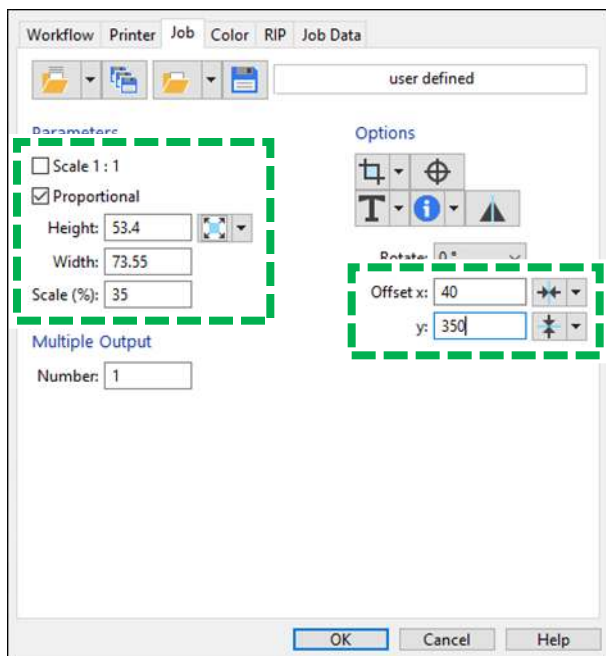 Workflow Printer Job Color RIP Job Data
user defined
Parameters
Options
Scale 1 : 1
Proportional
Height: 53.4
Width: 73.55
Scale (%): 35
T
Rotate: 0 °
Offset x: 40
y: 350
Multiple Output
Number: 1
OK Cancel Help